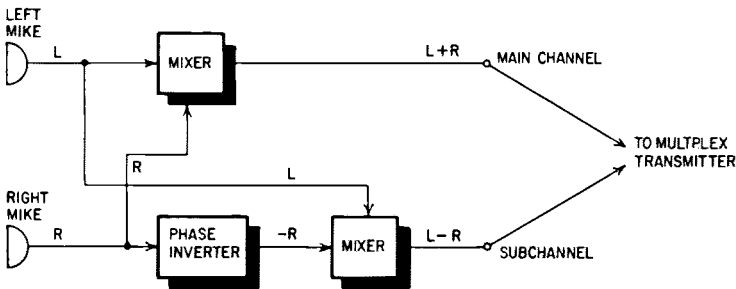 LEFT
MIKE
L
MIXER
L+R
MAIN CHANNEL
R
L
TO MULTPLEX
TRANSMITTER
RIGHT
MIKE
R
PHASE
INVERTER
-R
MIXER
L-R
SUBCHANNEL